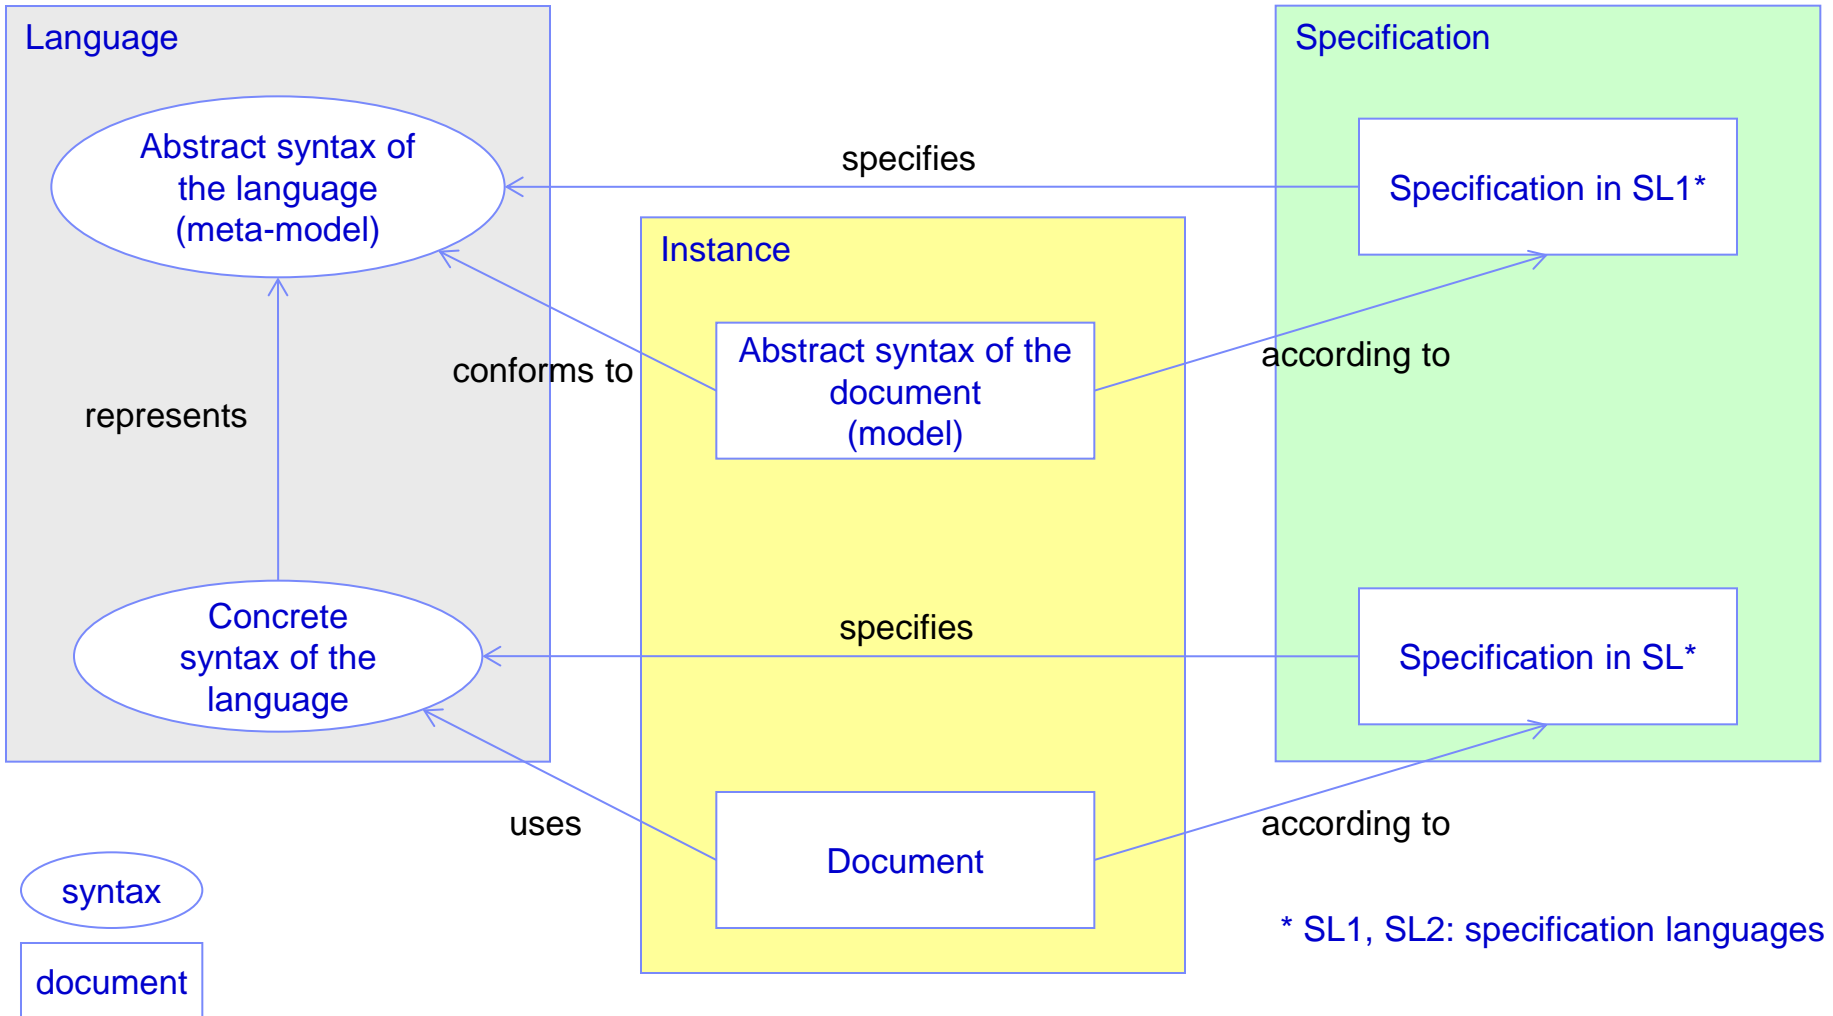 Language
Specification
Abstract syntax of
the language
(meta-model)
specifies
Specification in SL1*
Instance
Abstract syntax of the
document
(model)
conforms to
according to
represents
Concrete
syntax of the
language
specifies
Specification in SL*
uses
Document
according to
syntax
* SL1, SL2: specification languages
document